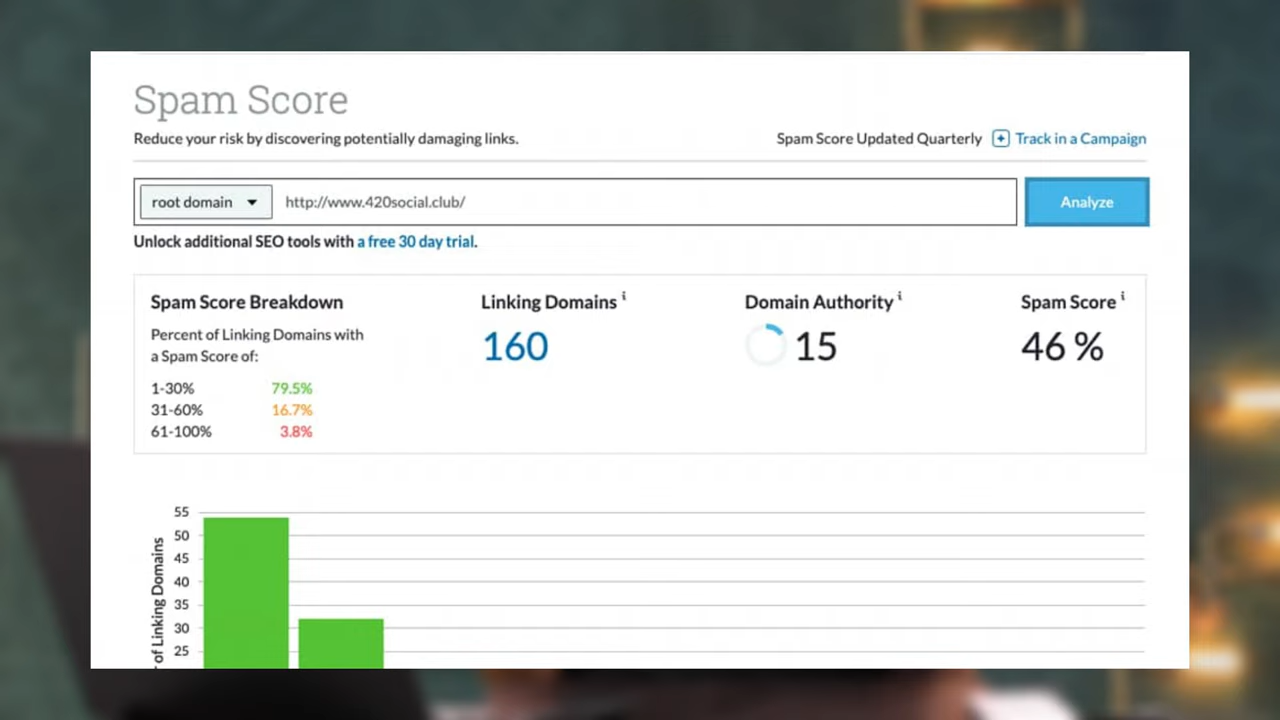 Spam Score
Reduce your risk by discovering potentially damaging links.
Spam Score Updated Quarterly Track in a Campaign
root domain http://www.420social.club/ Analyze
Unlock additional SEO tools with a free 30 day trial.
Spam Score Breakdown Linking Domains i Domain Authority i Spam Score i
Percent of Linking Domains with
a Spam Score of:
160 15 46 %
1-30% 79.5%
31-60% 16.7%
61-100% 3.8%
55
50
45
40
35
30
25
of Linking Domains